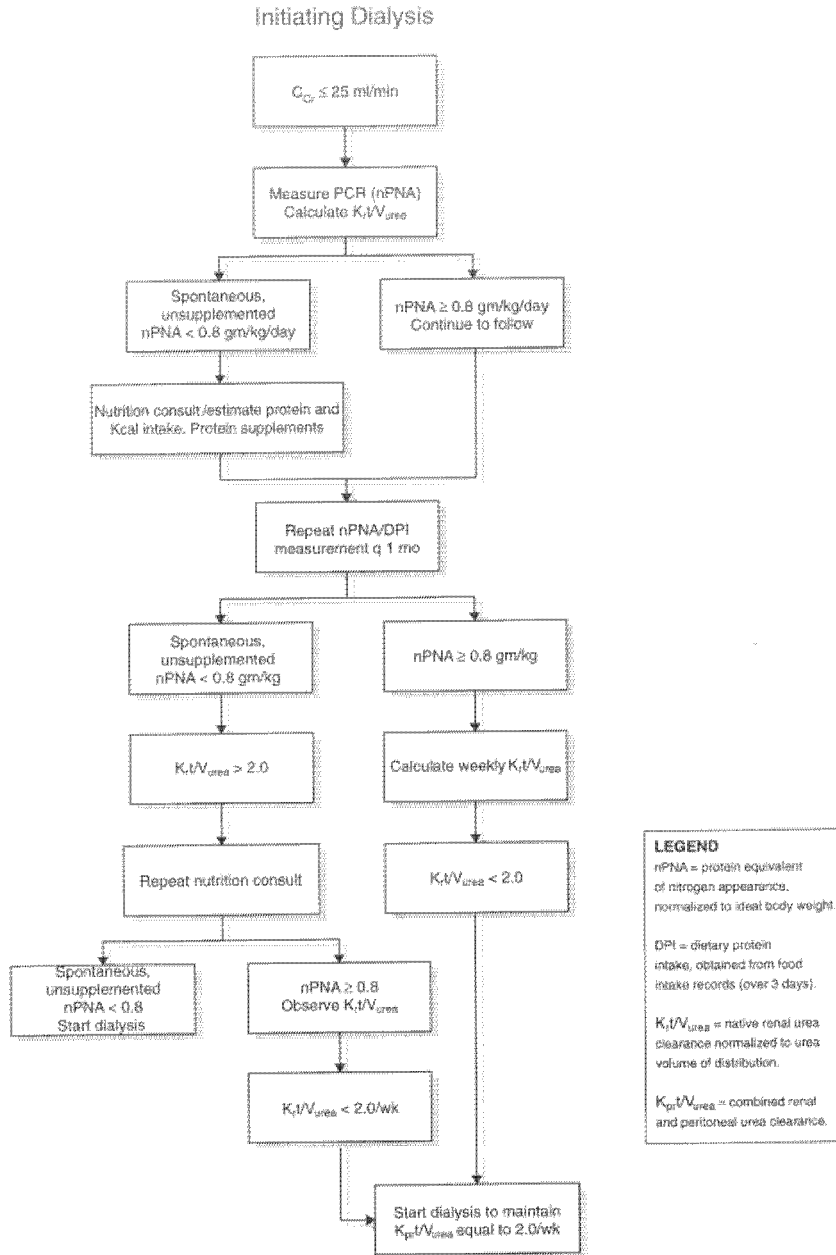 Initiating Dialysis
C_Cr ≤ 25 ml/min
Measure PCR (nPNA)
Calculate K_rt/V_urea
Spontaneous,
unsupplemented
nPNA < 0.8 gm/kg/day
nPNA ≥ 0.8 gm/kg/day
Continue to follow
Nutrition consult/estimate protein and
Kcal intake. Protein supplements
Repeat nPNA/DPI
measurement q 1 mo
Spontaneous,
unsupplemented
nPNA < 0.8 gm/kg
nPNA ≥ 0.8 gm/kg
K_rt/V_urea > 2.0
Calculate weekly K_rt/V_urea
Repeat nutrition consult
K_rt/V_urea < 2.0
Spontaneous,
unsupplemented
nPNA < 0.8
Start dialysis
nPNA ≥ 0.8
Observe K_rt/V_urea
K_rt/V_urea < 2.0/wk
Start dialysis to maintain
K_prt/V_urea equal to 2.0/wk
LEGEND
nPNA = protein equivalent
of nitrogen appearance,
normalized to ideal body weight.
DPI = dietary protein
intake, obtained from food
intake records (over 3 days).
K_rt/V_urea = native renal urea
clearance normalized to urea
volume of distribution.
K_prt/V_urea = combined renal
and peritoneal urea clearance.